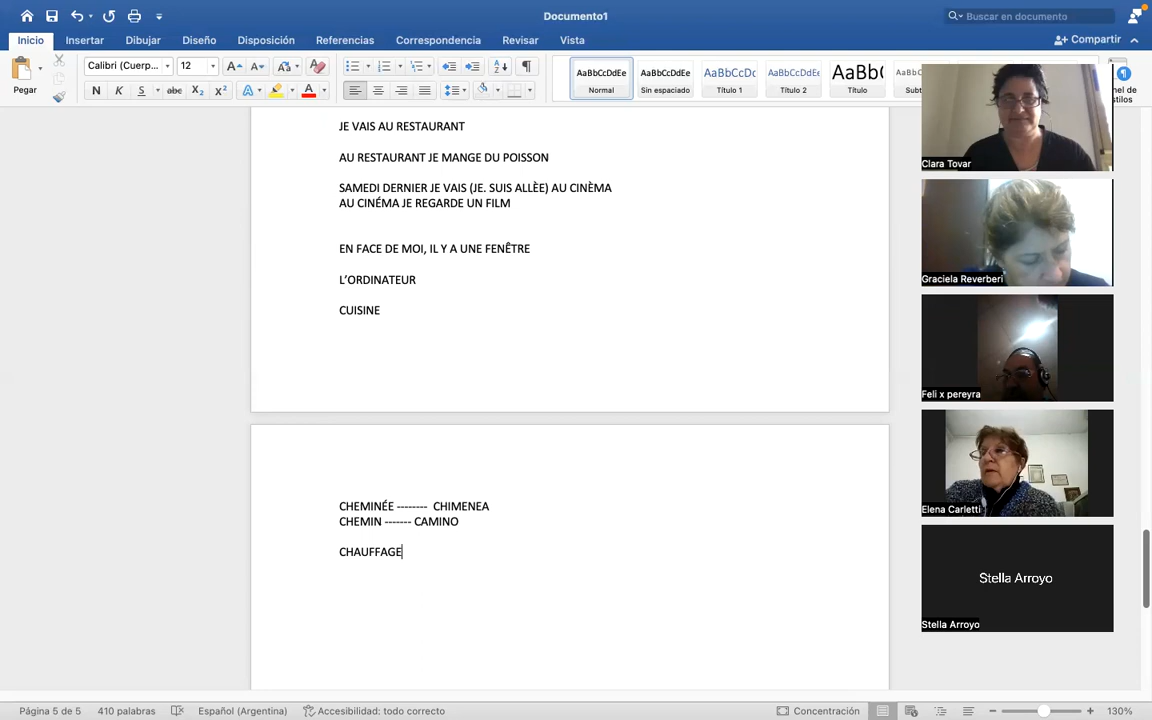 Documento1
Buscar en documento
Inicio Insertar Dibujar Diseño Disposición Referencias Correspondencia Revisar Vista
Compartir
Pegar
Calibri (Cuerp... 12
N K S abc X₂ X²
AaBbCcDdEe AaBbCcDdEe AaBbCcDc AaBbCcDdEe AaBbC
Normal Sin espaciado Título 1 Título 2 Título
JE VAIS AU RESTAURANT
AU RESTAURANT JE MANGE DU POISSON
SAMEDI DERNIER JE VAIS (JE. SUIS ALLÈE) AU CINÈMA
AU CINÉMA JE REGARDE UN FILM
EN FACE DE MOI, IL Y A UNE FENÊTRE
L’ORDINATEUR
CUISINE
CHEMINÉE -------- CHIMENEA
CHEMIN ------- CAMINO
CHAUFFAGE
Clara Tovar
Graciela Reverberi
Feli x pereyra
Elena Carletti
Stella Arroyo
Stella Arroyo
Página 5 de 5 410 palabras Español (Argentina) Accesibilidad: todo correcto Concentración 130%